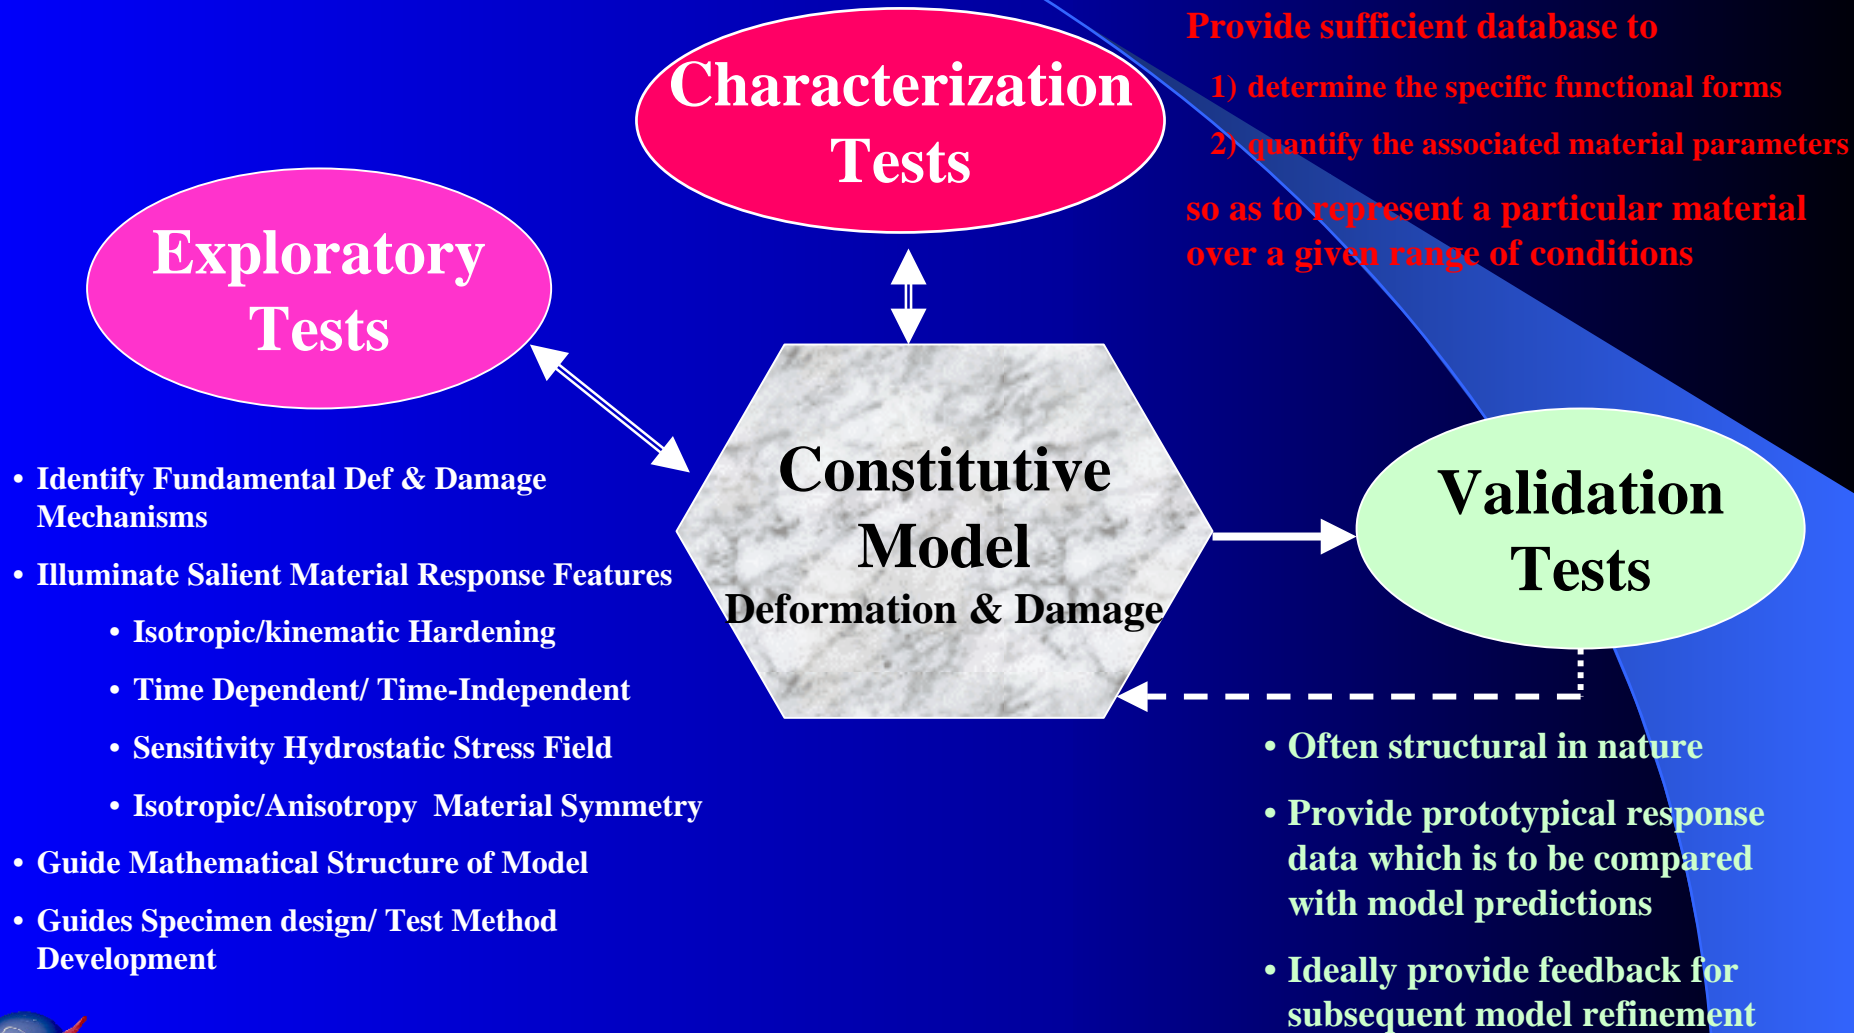 Characterization
Tests
Provide sufficient database to
1) determine the specific functional forms
2) quantify the associated material parameters
so as to represent a particular material
over a given range of conditions
Exploratory
Tests
• Identify Fundamental Def & Damage
Mechanisms
• Illuminate Salient Material Response Features
• Isotropic/kinematic Hardening
• Time Dependent/ Time-Independent
• Sensitivity Hydrostatic Stress Field
• Isotropic/Anisotropy  Material Symmetry
• Guide Mathematical Structure of Model
• Guides Specimen design/ Test Method
Development
Constitutive
Model
Deformation & Damage
Validation
Tests
• Often structural in nature
• Provide prototypical response
data which is to be compared
with model predictions
• Ideally provide feedback for
subsequent model refinement